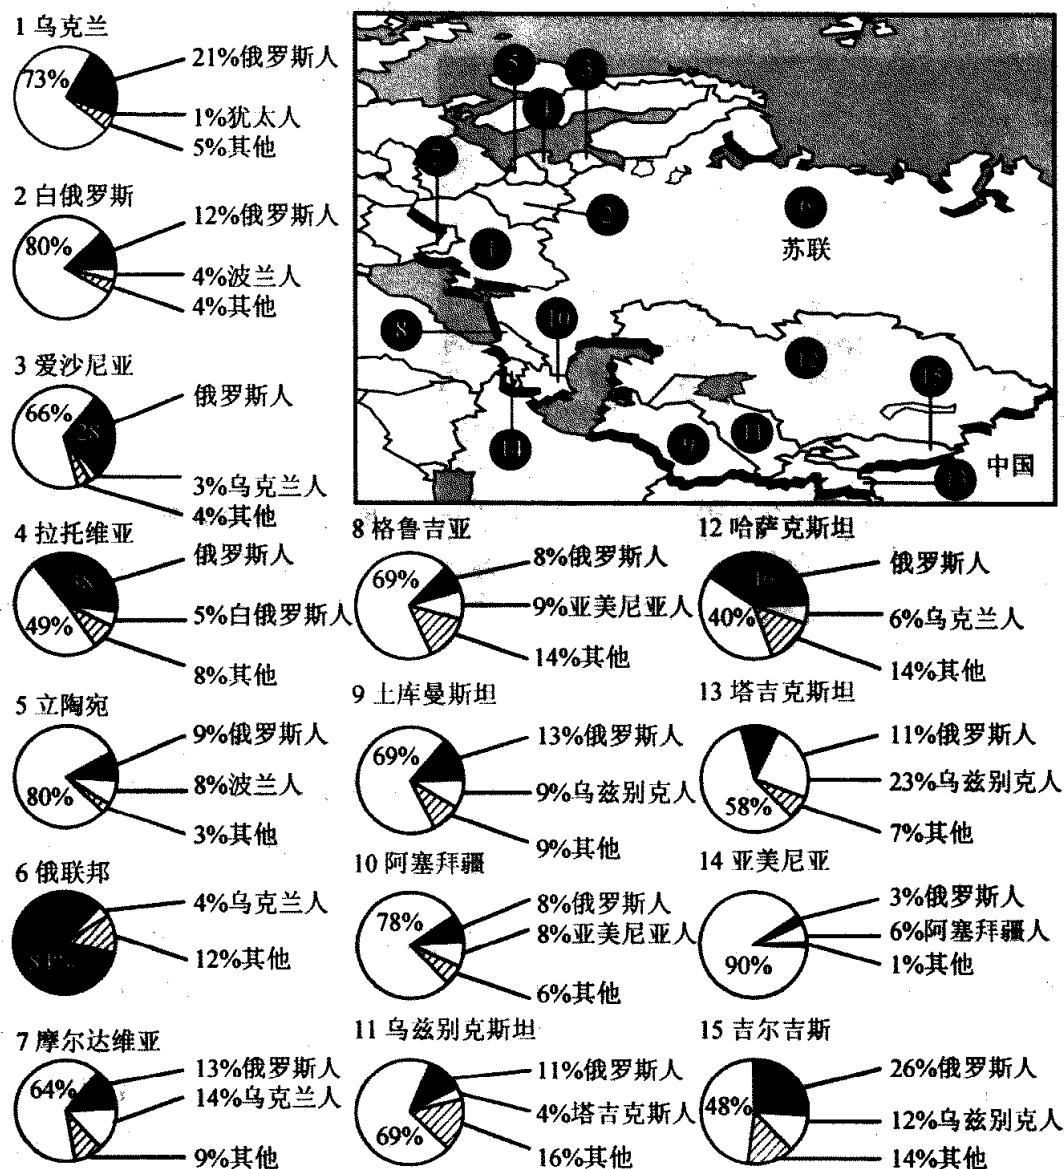 1 乌克兰
73%
21%俄罗斯人
1%犹太人
5%其他
2 白俄罗斯
80%
12%俄罗斯人
4%波兰人
4%其他
3 爱沙尼亚
66%
28
俄罗斯人
3%乌克兰人
4%其他
4 拉托维亚
俄罗斯人
49%
5%白俄罗斯人
8%其他
5 立陶宛
80%
9%俄罗斯人
8%波兰人
3%其他
6 俄联邦
4%乌克兰人
12%其他
7 摩尔达维亚
64%
13%俄罗斯人
14%乌克兰人
9%其他
5
3
4
2
6
苏联
1
8
10
12
15
14
9
11
中国
8 格鲁吉亚
69%
8%俄罗斯人
9%亚美尼亚人
14%其他
9 土库曼斯坦
69%
13%俄罗斯人
9%乌兹别克人
9%其他
10 阿塞拜疆
78%
8%俄罗斯人
8%亚美尼亚人
6%其他
11 乌兹别克斯坦
69%
11%俄罗斯人
4%塔吉克斯人
16%其他
12 哈萨克斯坦
40%
俄罗斯人
6%乌克兰人
14%其他
13 塔吉克斯坦
58%
11%俄罗斯人
23%乌兹别克人
7%其他
14 亚美尼亚
90%
3%俄罗斯人
6%阿塞拜疆人
1%其他
15 吉尔吉斯
48%
26%俄罗斯人
12%乌兹别克人
14%其他